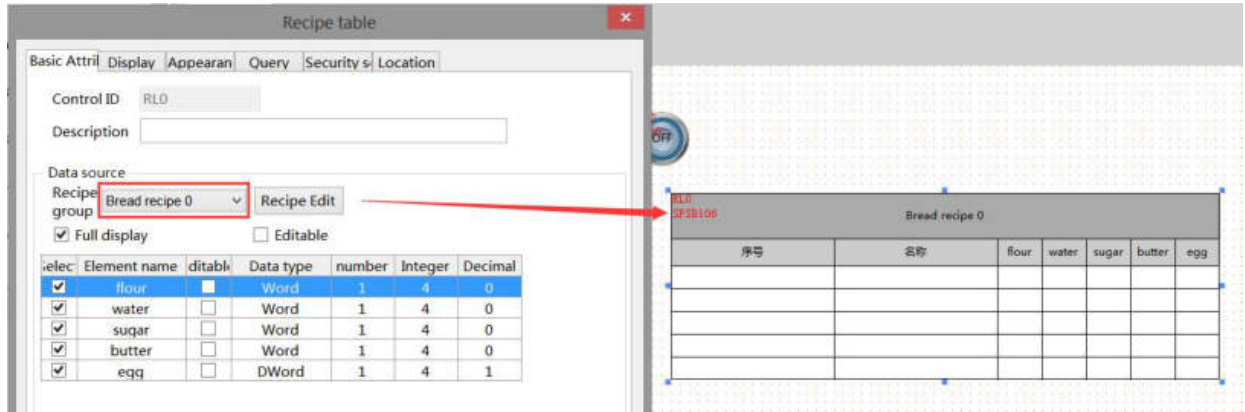 Recipe table
Basic Attril Display Appearan Query Security s Location
Control ID RL0
Description
Data source
Recipe group Bread recipe 0 Recipe Edit
Full display Editable
elec Element name ditable Data type number Integer Decimal
flour Word 1 4 0
water Word 1 4 0
sugar Word 1 4 0
butter Word 1 4 0
egg DWord 1 4 1
OFF
RL0
SPSB106
Bread recipe 0
序号 名称 flour water sugar butter egg